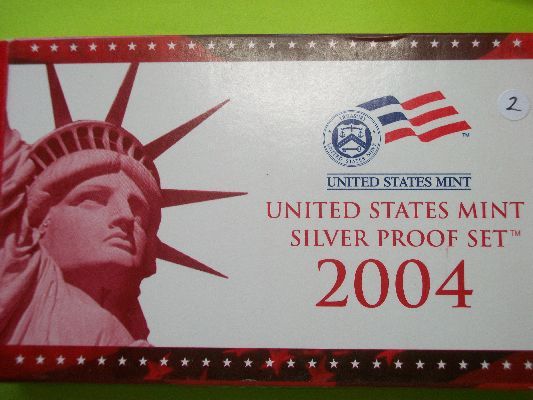 2
UNITED STATES MINT
UNITED STATES MINT
SILVER PROOF SET™
2004